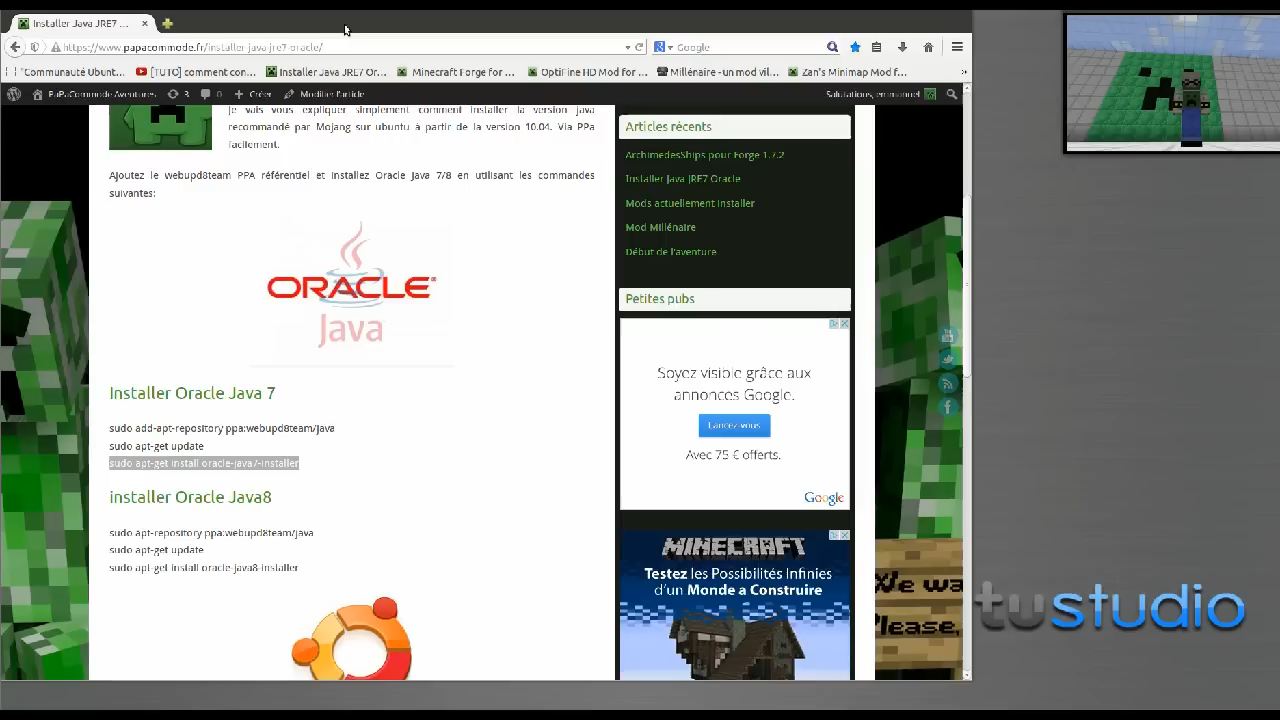 Installer Java JRE7 ...
https://www.papacommode.fr/installer-java-jre7-oracle/
Google
"Communauté Ubunt...
[TUTO] comment con...
Installer Java JRE7 Or...
Minecraft Forge for ...
OptiFine HD Mod for ...
Millénaire - un mod vil...
Zan's Minimap Mod f...
PaPaCommode Aventures
3
0
Créer
Modifier l'article
Salutations, emmanuel
Je vais vous expliquer simplement comment installer la version java
recommandé par Mojang sur ubuntu à partir de la version 10.04. Via PPa
facilement.
Ajoutez le webupd8team PPA référentiel et installez Oracle Java 7/8 en utilisant les commandes
suivantes:
ORACLE
Java
Installer Oracle Java 7
sudo add-apt-repository ppa:webupd8team/java
sudo apt-get update
sudo apt-get install oracle-java7-installer
installer Oracle Java8
sudo apt-repository ppa:webupd8team/java
sudo apt-get update
sudo apt-get install oracle-java8-installer
Articles récents
ArchimedesShips pour Forge 1.7.2
Installer Java JRE7 Oracle
Mods actuellement installer
Mod Millénaire
Début de l'aventure
Petites pubs
Soyez visible grâce aux
annonces Google.
Lancez-vous
Avec 75 € offerts.
Google
MINECRAFT
Testez les Possibilités Infinies
d'un Monde a Construire
We wa
Please,
tustudio